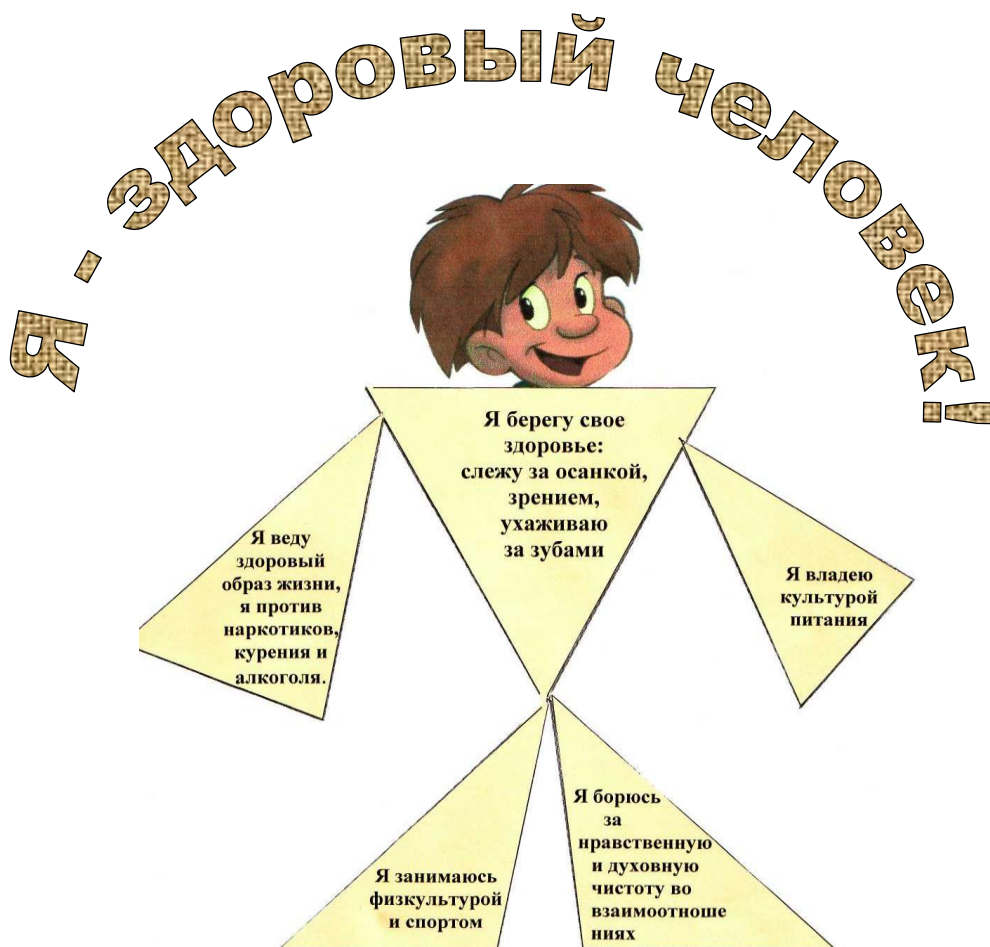 Я - здоровый человек!
Я берегу свое
здоровье:
слежу за осанкой,
зрением,
ухаживаю
за зубами
Я веду
здоровый
образ жизни,
я против
наркотиков,
курения и
алкоголя.
Я владею
культурой
питания
Я занимаюсь
физкультурой
и спортом
Я борюсь
за
нравственную
и духовную
чистоту во
взаимоотноше
ниях